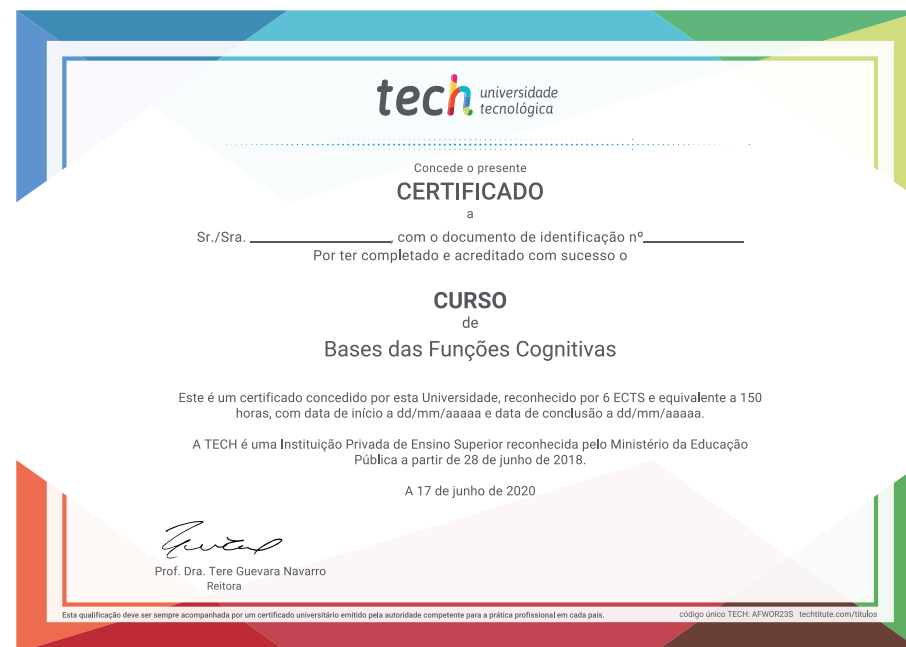 tech universidade
tecnológica
Concede o presente
CERTIFICADO
a
Sr./Sra. ________________, com o documento de identificação nº____________
Por ter completado e acreditado com sucesso o
CURSO
de
Bases das Funções Cognitivas
Este é um certificado concedido por esta Universidade, reconhecido por 6 ECTS e equivalente a 150
horas, com data de início a dd/mm/aaaaa e data de conclusão a dd/mm/aaaaa.
A TECH é uma Instituição Privada de Ensino Superior reconhecida pelo Ministério da Educação
Pública a partir de 28 de junho de 2018.
A 17 de junho de 2020
Prof. Dra. Tere Guevara Navarro
Reitora
Esta qualificação deve ser sempre acompanhada por um certificado universitário emitido pela autoridade competente para a prática profissional em cada país.
código único TECH: AFWOR23S techtitute.com/titulos